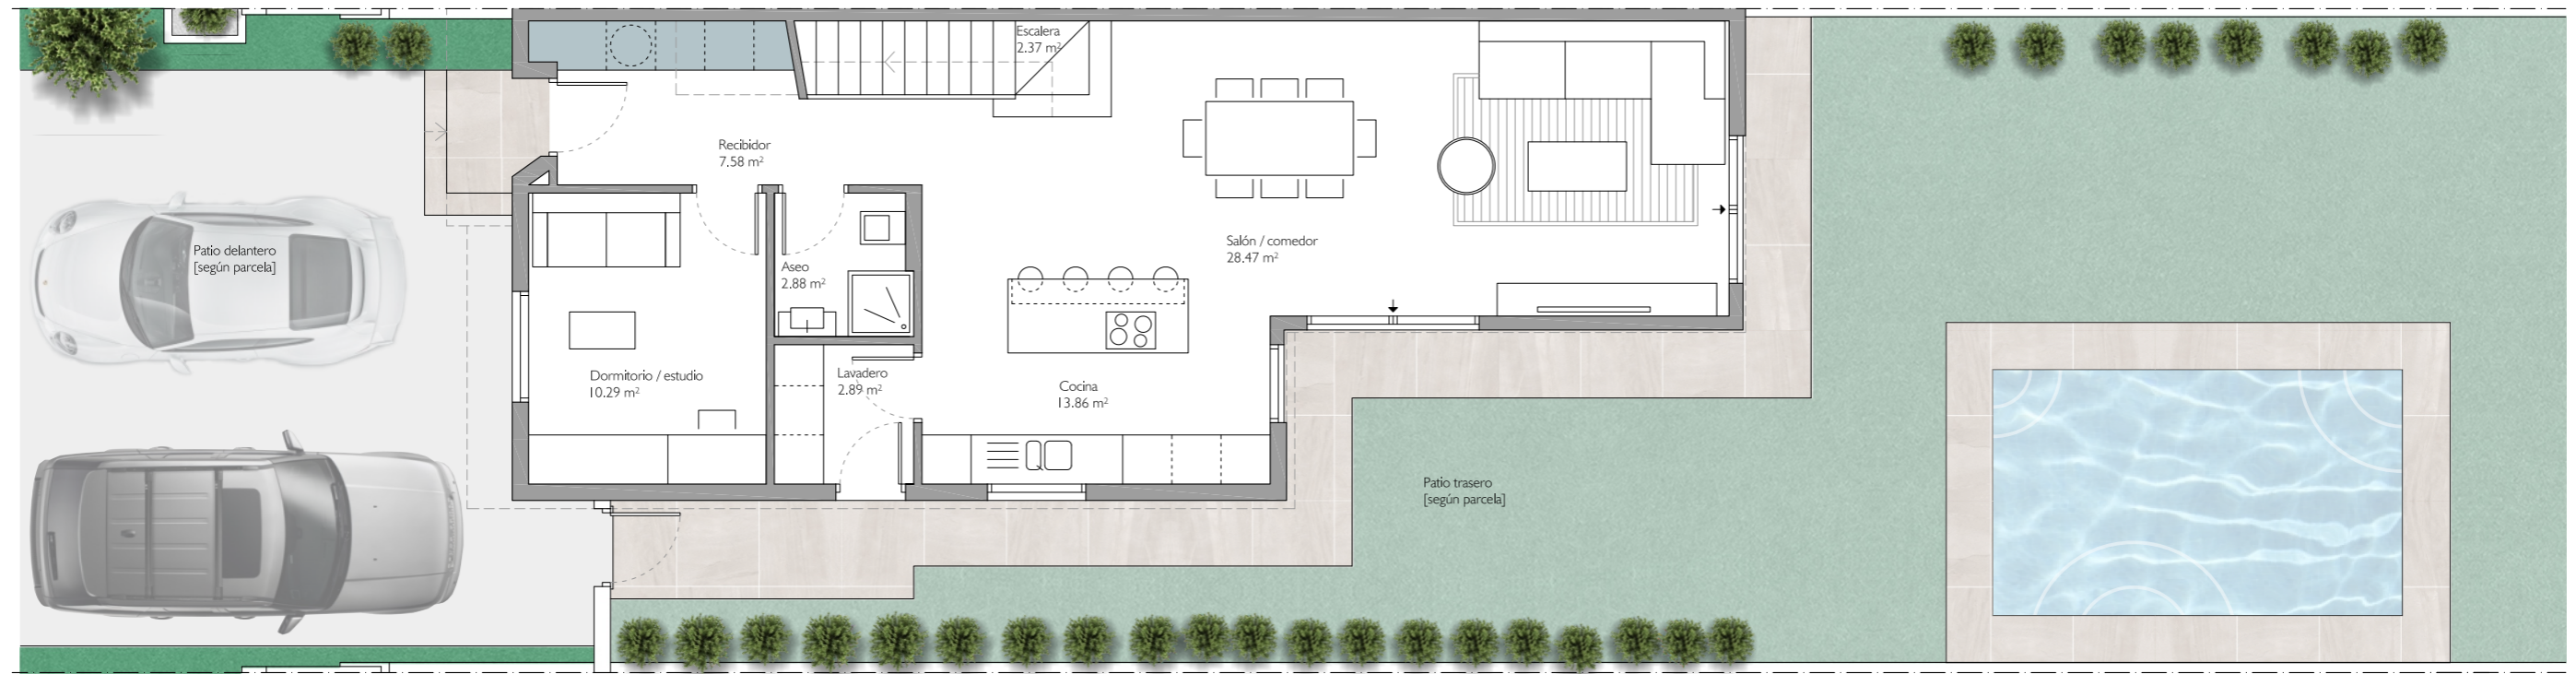 Escalera
2.37 m²
Recibidor
7.58 m²
Patio delantero
[según parcela]
Salón / comedor
28.47 m²
Aseo
2.88 m²
Dormitorio / estudio
10.29 m²
Lavadero
2.89 m²
Cocina
13.86 m²
Patio trasero
[según parcela]